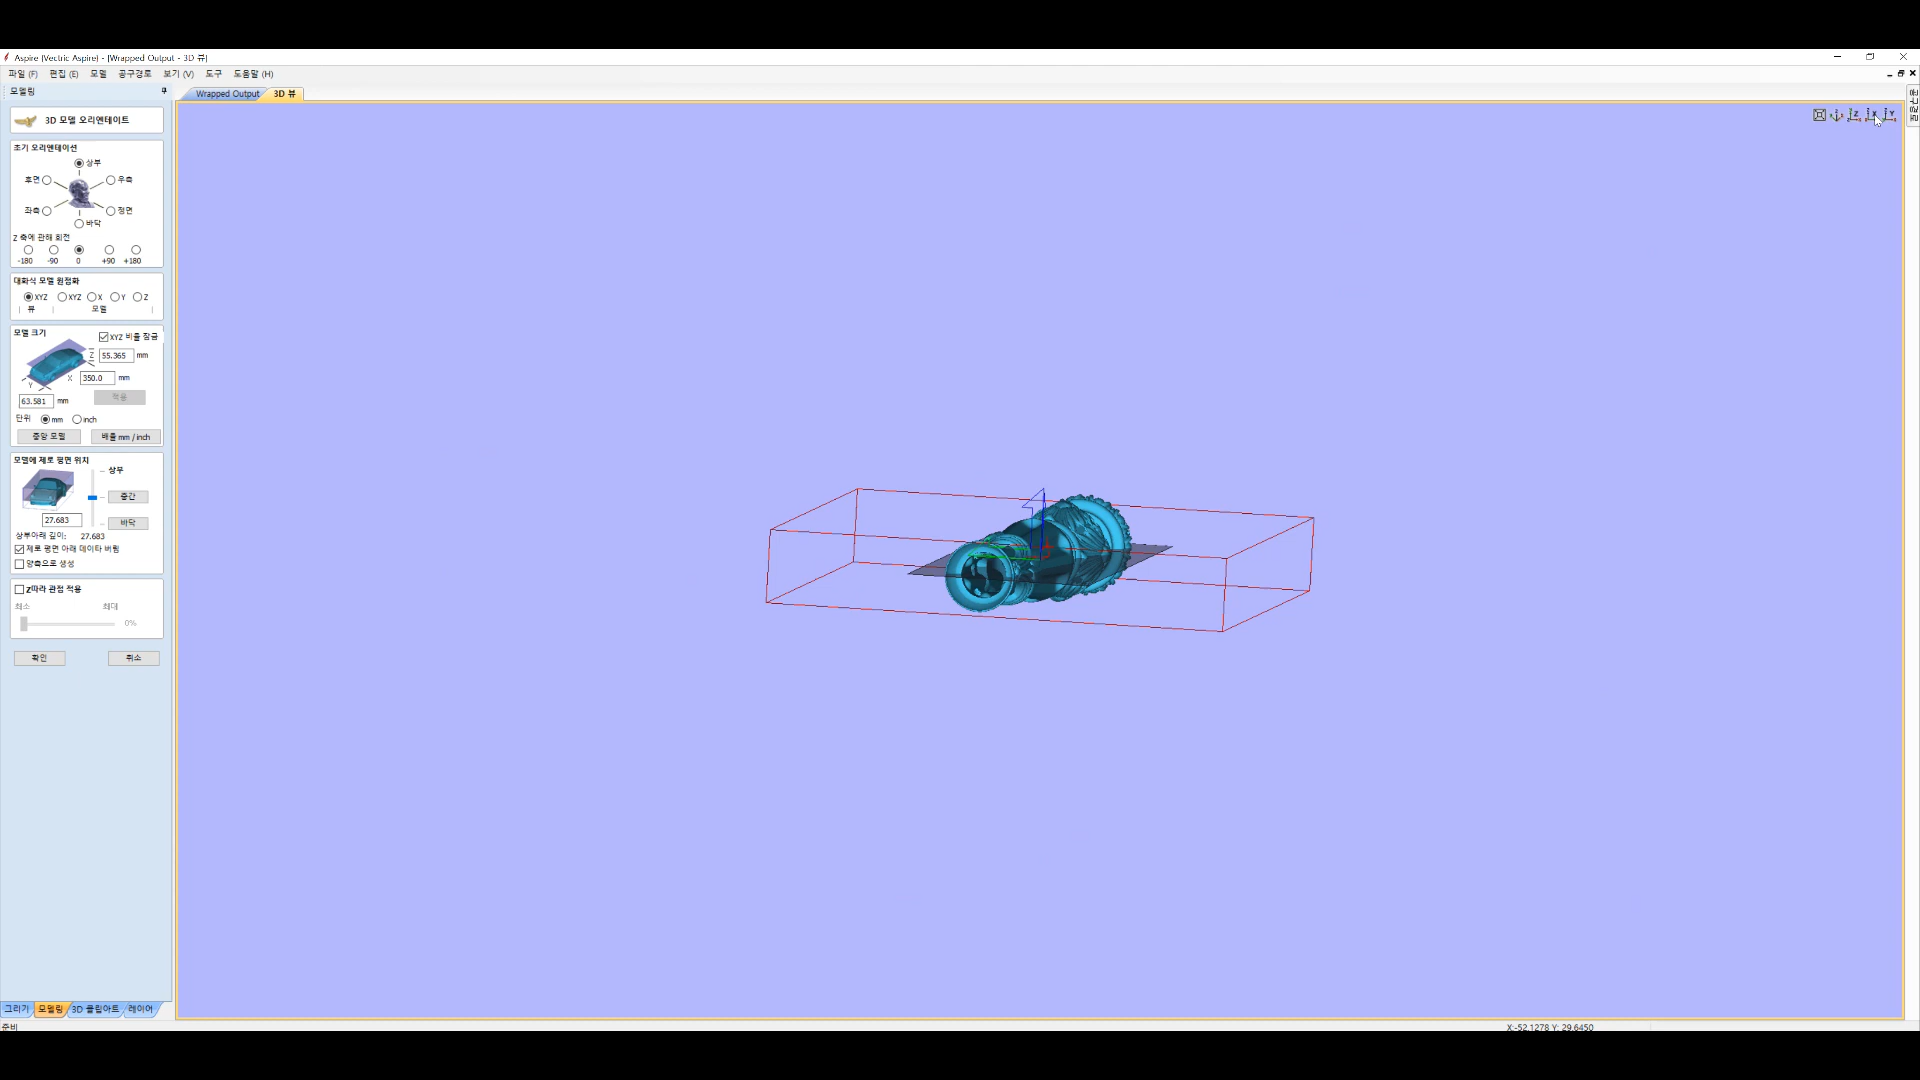 Aspire (Vectric Aspire) - [Wrapped Output - 3D 뷰]
파일 (F) 편집 (E) 모델 공구경로 보기 (V) 도구 도움말 (H)
모델링
Wrapped Output 3D 뷰
공구경로
3D 모델 오리엔테이트
초기 오리엔테이션
상부
후면 우측
좌측 정면
바닥
Z 축에 관해 회전
-180 -90 0 +90 +180
대화식 모델 원점화
XYZ XYZ X Y Z
뷰 모델
모델 크기
XYZ 비율 잠금
Z 55.365 mm
X 350.0 mm
Y
63.581 mm 적용
단위 mm inch
중앙 모델 배율 mm / inch
모델에 제로 평면 위치
상부
중간
27.683 바닥
상부아래 깊이: 27.683
제로 평면 아래 데이타 버림
양측으로 생성
Z따라 관점 적용
최소 최대
0%
확인 취소
그리기 모델링 3D 클립아트 레이어
준비
X:-52.1278 Y: 29.6450